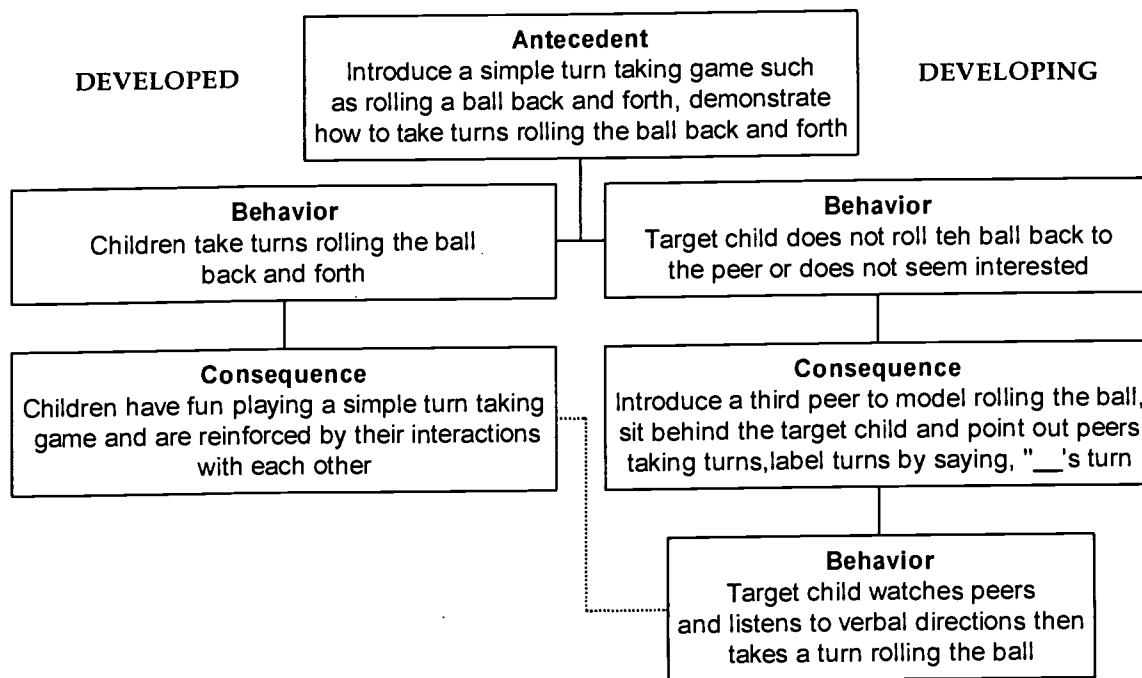 DEVELOPED
DEVELOPING
Antecedent
Introduce a simple turn taking game such
as rolling a ball back and forth, demonstrate
how to take turns rolling the ball back and forth
Behavior
Children take turns rolling the ball
back and forth
Behavior
Target child does not roll teh ball back to
the peer or does not seem interested
Consequence
Children have fun playing a simple turn taking
game and are reinforced by their interactions
with each other
Consequence
Introduce a third peer to model rolling the ball,
sit behind the target child and point out peers
taking turns,label turns by saying, "__'s turn
Behavior
Target child watches peers
and listens to verbal directions then
takes a turn rolling the ball